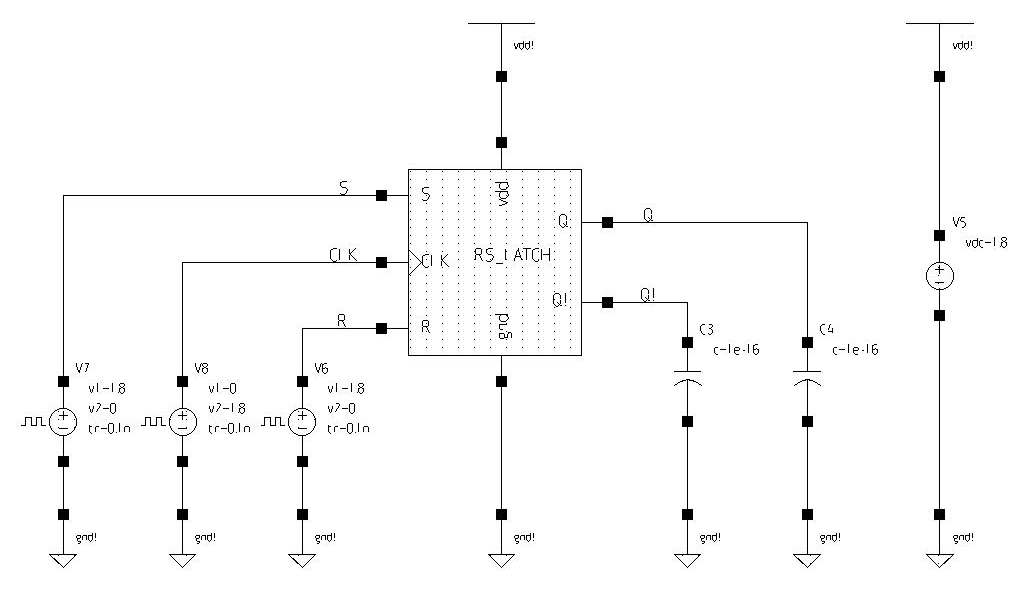 vdd!
vdd!
S
S
vdd
Q
Q
V5
vdc=1.8
CLK
CLK
RS_LATCH
Q!
Q!
R
R
gnd
C3
c=1e-16
C4
c=1e-16
V7
v1=1.8
v2=0
tr=0.1n
V8
v1=0
v2=1.8
tr=0.1n
V6
v1=1.8
v2=0
tr=0.1n
gnd!
gnd!
gnd!
gnd!
gnd!
gnd!
gnd!